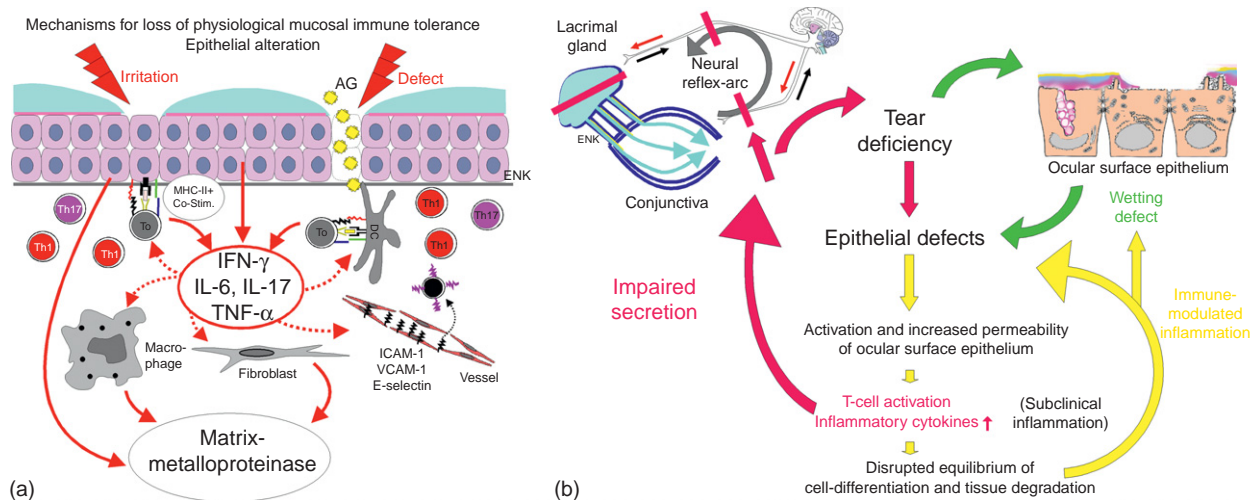 Mechanisms for loss of physiological mucosal immune tolerance
Epithelial alteration
Irritation
AG
Defect
ENK
MHC-II+
Co-Stim.
Th17
To
Th1
Th1
To
DC
Th1
Th17
Th1
IFN-γ
IL-6, IL-17
TNF-α
Macro-
phage
Fibroblast
ICAM-1
VCAM-1
E-selectin
Vessel
Matrix-
metalloproteinase
(a)
Lacrimal
gland
Neural
reflex-arc
ENK
Conjunctiva
Tear
deficiency
Ocular surface epithelium
Wetting
defect
Epithelial defects
Impaired
secretion
Immune-
modulated
inflammation
Activation and increased permeability
of ocular surface epithelium
T-cell activation
Inflammatory cytokines
(Subclinical
inflammation)
Disrupted equilibrium of
cell-differentiation and tissue degradation
(b)